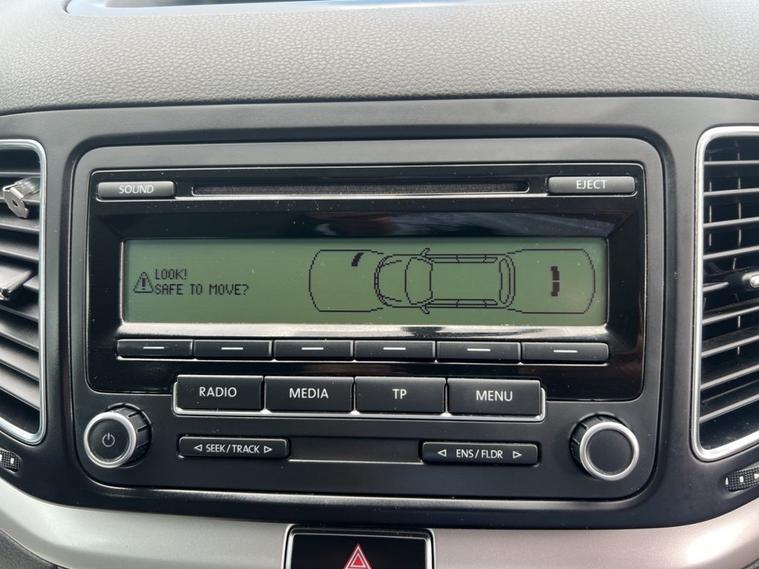 SOUND
EJECT
LOOK!
SAFE TO MOVE?
RADIO
MEDIA
TP
MENU
SEEK/TRACK
ENS/FLDR